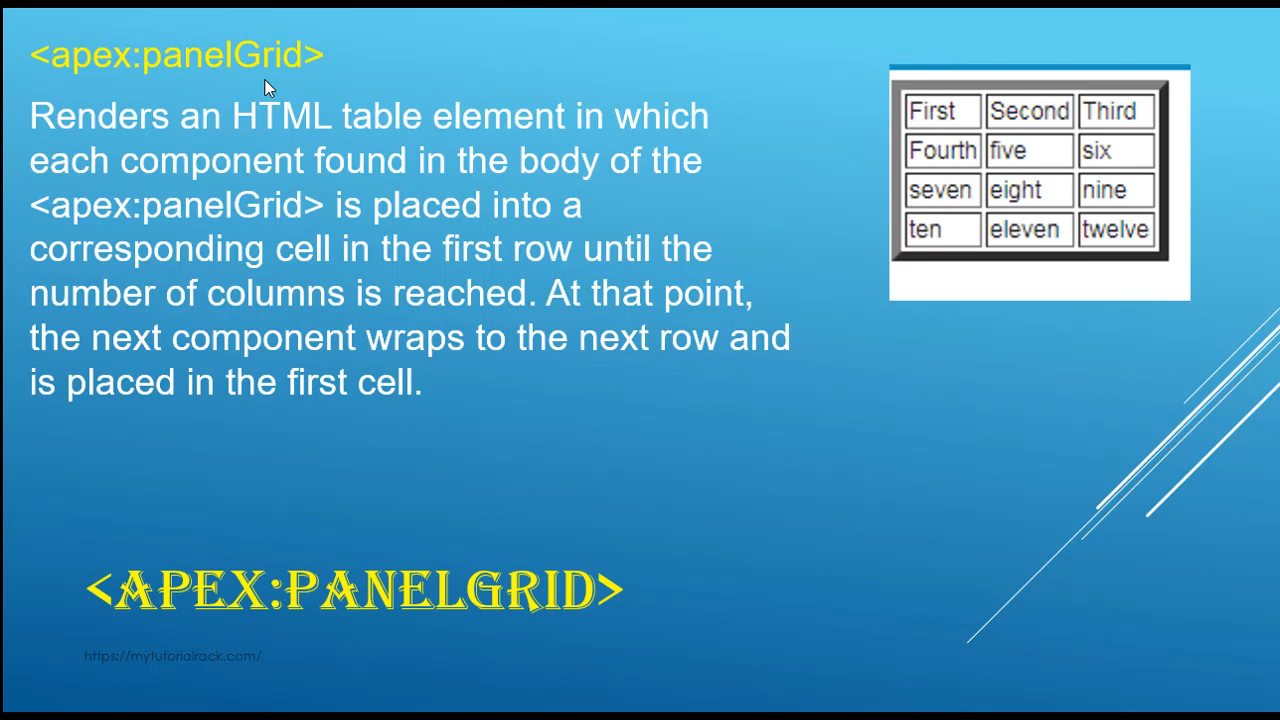 <apex:panelGrid>
Renders an HTML table element in which
each component found in the body of the
<apex:panelGrid> is placed into a
corresponding cell in the first row until the
number of columns is reached. At that point,
the next component wraps to the next row and
is placed in the first cell.
First Second Third
Fourth five six
seven eight nine
ten eleven twelve
<APEX:PANELGRID>
https://mytutorialrack.com/